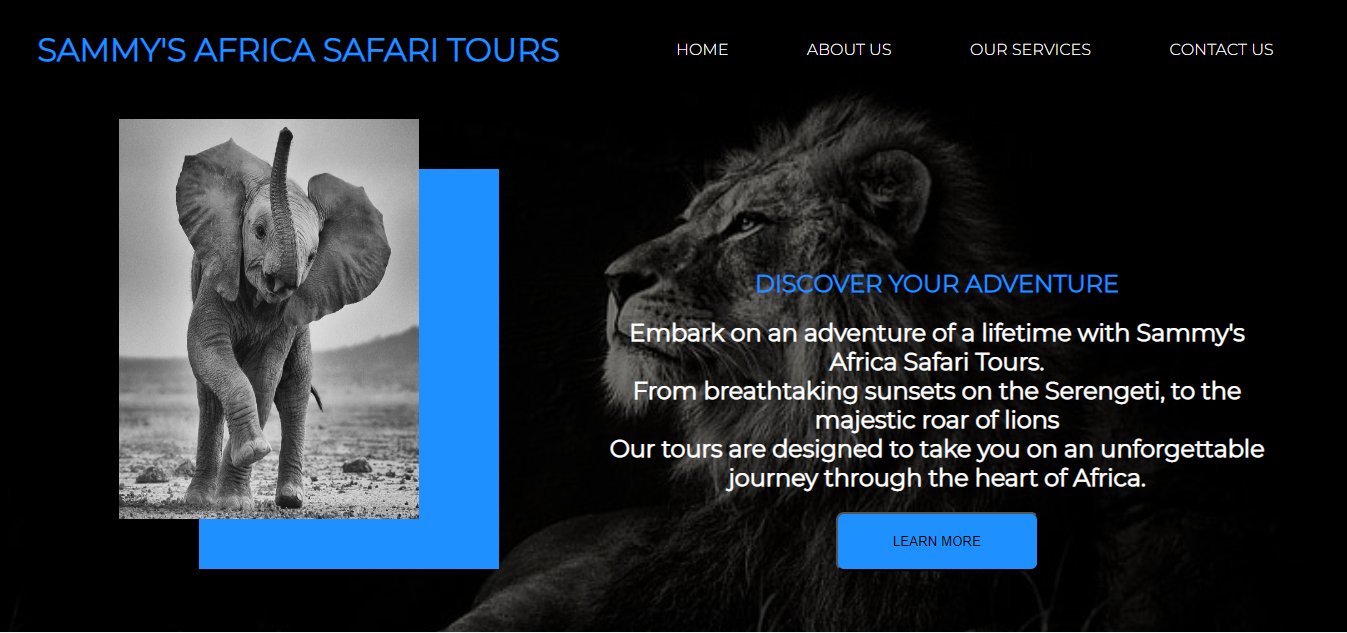 SAMMY'S AFRICA SAFARI TOURS
HOME
ABOUT US
OUR SERVICES
CONTACT US
DISCOVER YOUR ADVENTURE
Embark on an adventure of a lifetime with Sammy's
Africa Safari Tours.
From breathtaking sunsets on the Serengeti, to the
majestic roar of lions
Our tours are designed to take you on an unforgettable
journey through the heart of Africa.
LEARN MORE